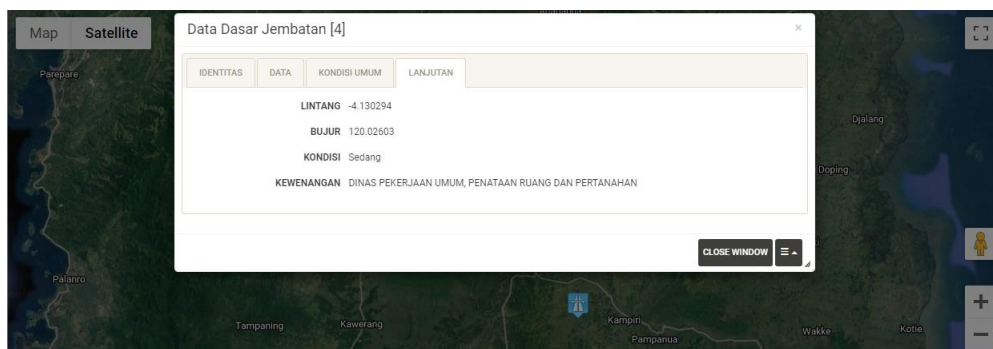 Map Satellite
Data Dasar Jembatan [4]
×
Parepare
IDENTITAS DATA KONDISI UMUM LANJUTAN
LINTANG -4.130294
BUJUR 120.02603
KONDISI Sedang
KEWENANGAN DINAS PEKERJAAN UMUM, PENATAAN RUANG DAN PERTANAHAN
Djalang
Doping
CLOSE WINDOW
Palanro
Tampaning
Kawerang
Kampiri
Pampanua
Wakke
Kotie